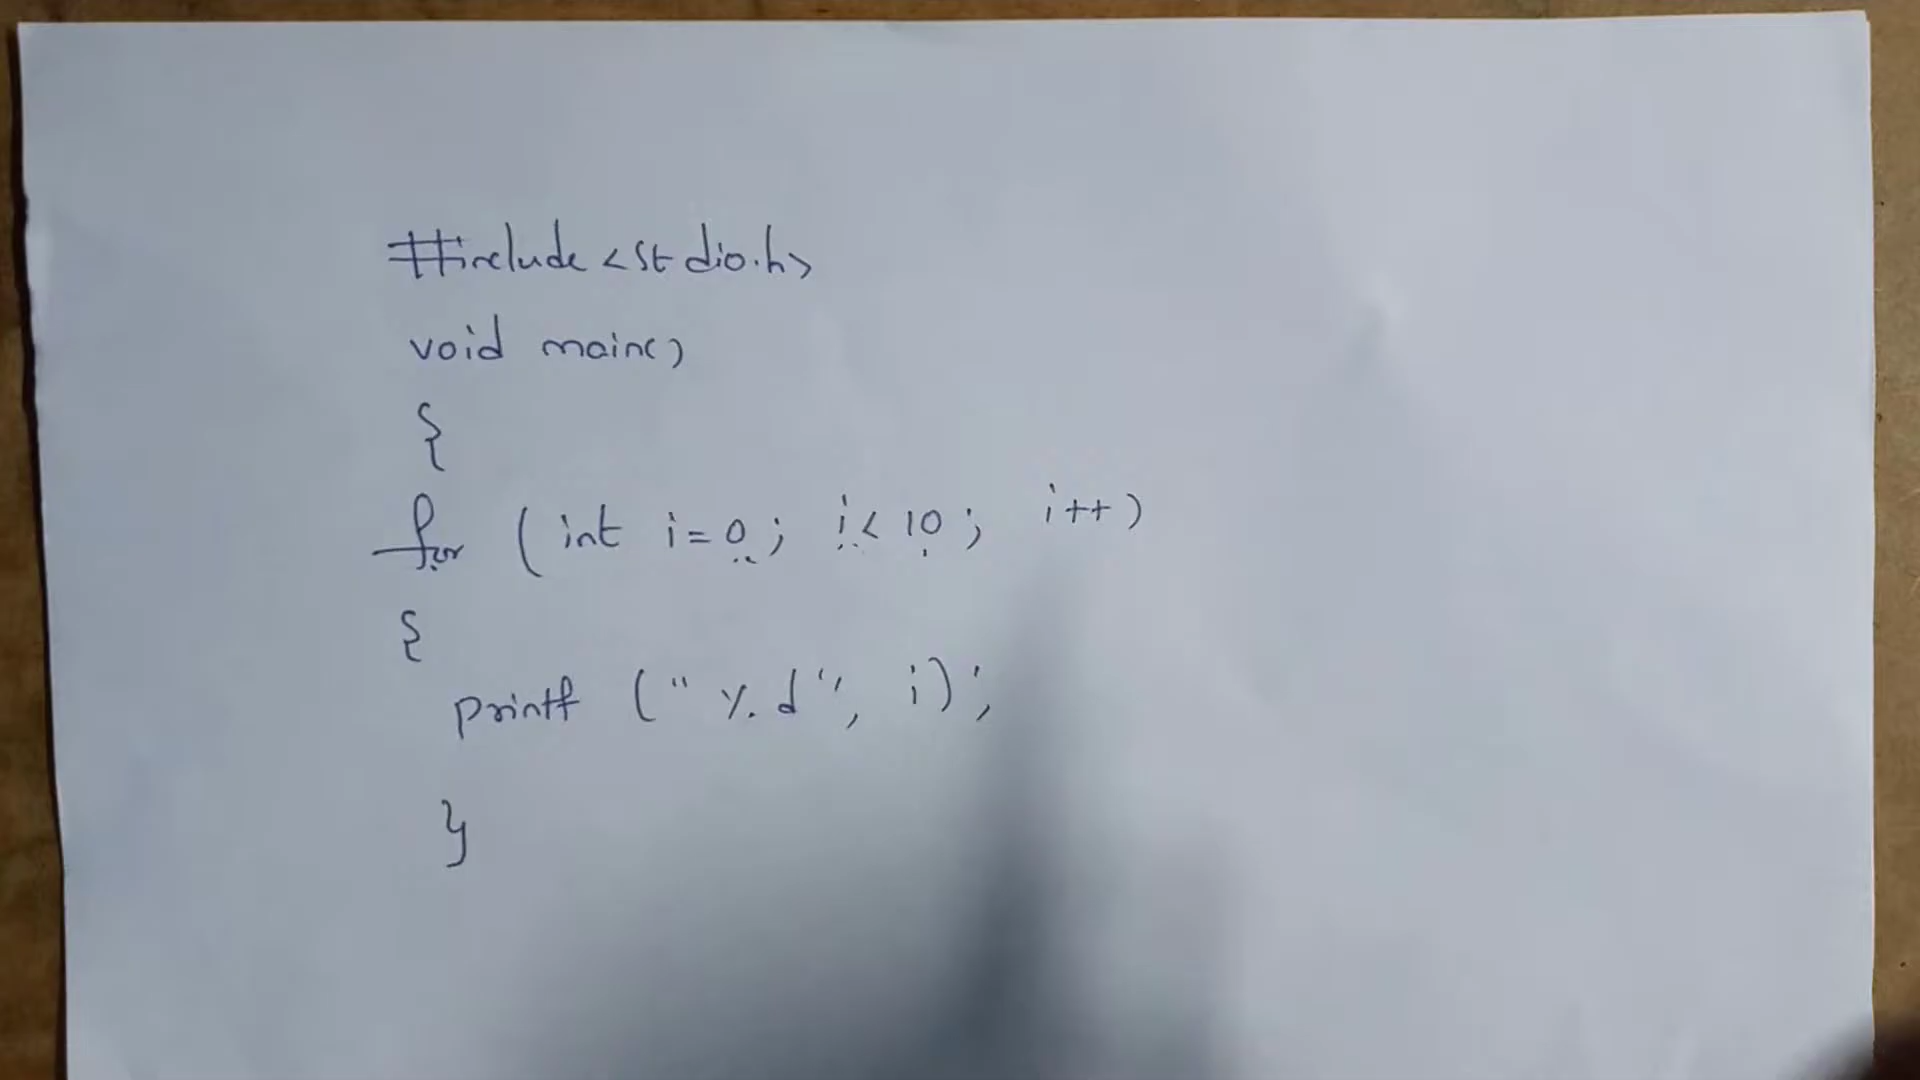 #include <stdio.h>
void main()
{
for (int i=0; i<10; i++)
{
printf ("%d", i);
}